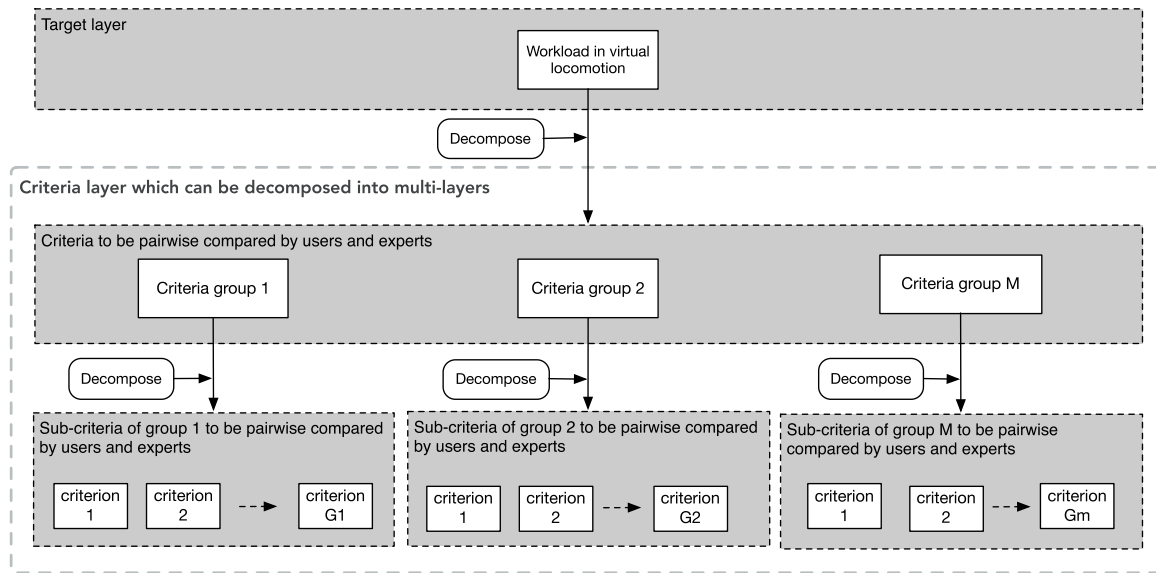 Target layer
Workload in virtual
locomotion
Decompose
Criteria layer which can be decomposed into multi-layers
Criteria to be pairwise compared by users and experts
Criteria group 1
Criteria group 2
Criteria group M
Decompose
Decompose
Decompose
Sub-criteria of group 1 to be pairwise compared
by users and experts
criterion
1
criterion
2
criterion
G1
Sub-criteria of group 2 to be pairwise compared
by users and experts
criterion
1
criterion
2
criterion
G2
Sub-criteria of group M to be pairwise
compared by users and experts
criterion
1
criterion
2
criterion
Gm